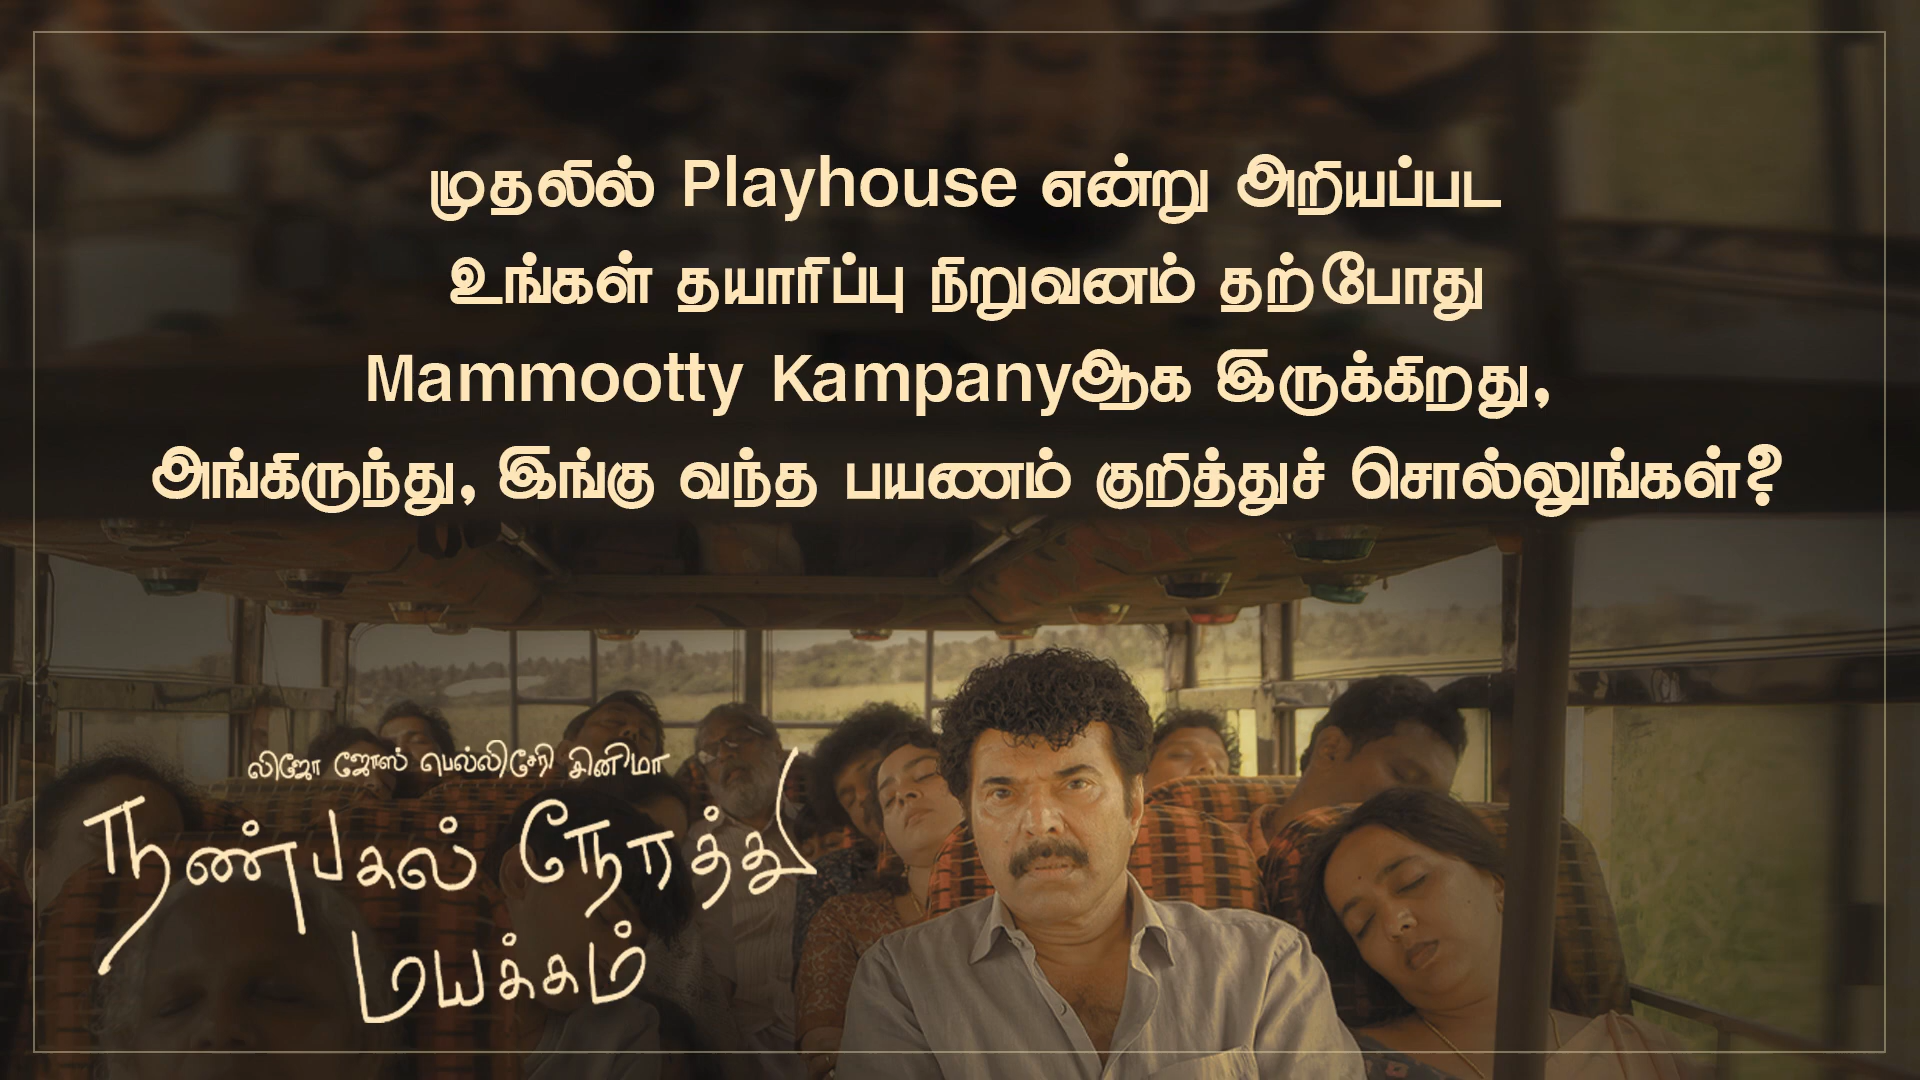 முதலில் Playhouse என்று அறியப்பட
உங்கள் தயாரிப்பு நிறுவனம் தற்போது
Mammootty Kampanyஆக இருக்கிறது,
அங்கிருந்து, இங்கு வந்த பயணம் குறித்துச் சொல்லுங்கள்?
லிஜோ ஜோஸ் பெல்லிசேரி சினிமா
நண்பகல் நேரத்து
மயக்கம்